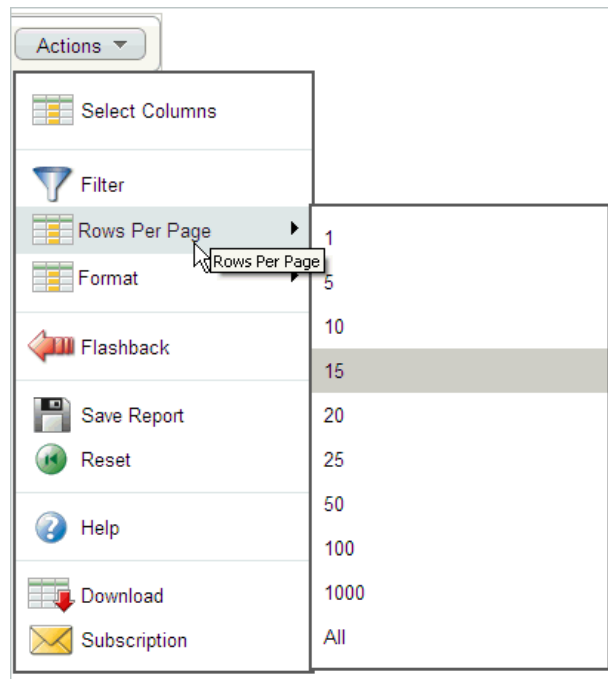 Actions
Select Columns
Filter
Rows Per Page
Rows Per Page
Format
Flashback
Save Report
Reset
Help
Download
Subscription
1
5
10
15
20
25
50
100
1000
All